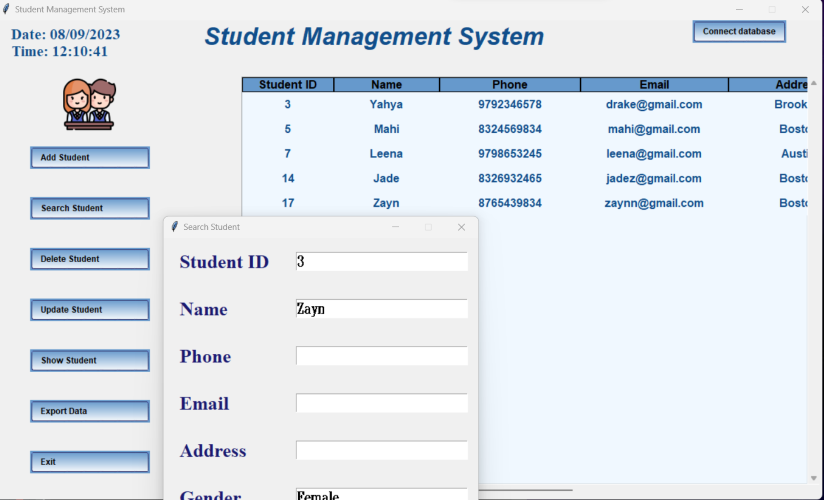 Student Management System
Date: 08/09/2023
Time: 12:10:41
Student Management System
Connect database
Add Student
Search Student
Delete Student
Update Student
Show Student
Export Data
Exit
Student ID Name Phone Email Addre
3 Yahya 9792346578 drake@gmail.com Brook
5 Mahi 8324569834 mahi@gmail.com Bosto
7 Leena 9798653245 leena@gmail.com Austi
14 Jade 8326932465 jadez@gmail.com Bosto
17 Zayn 8765439834 zaynn@gmail.com Bosto
Search Student
Student ID 3
Name Zayn
Phone
Email
Address
Gender Female